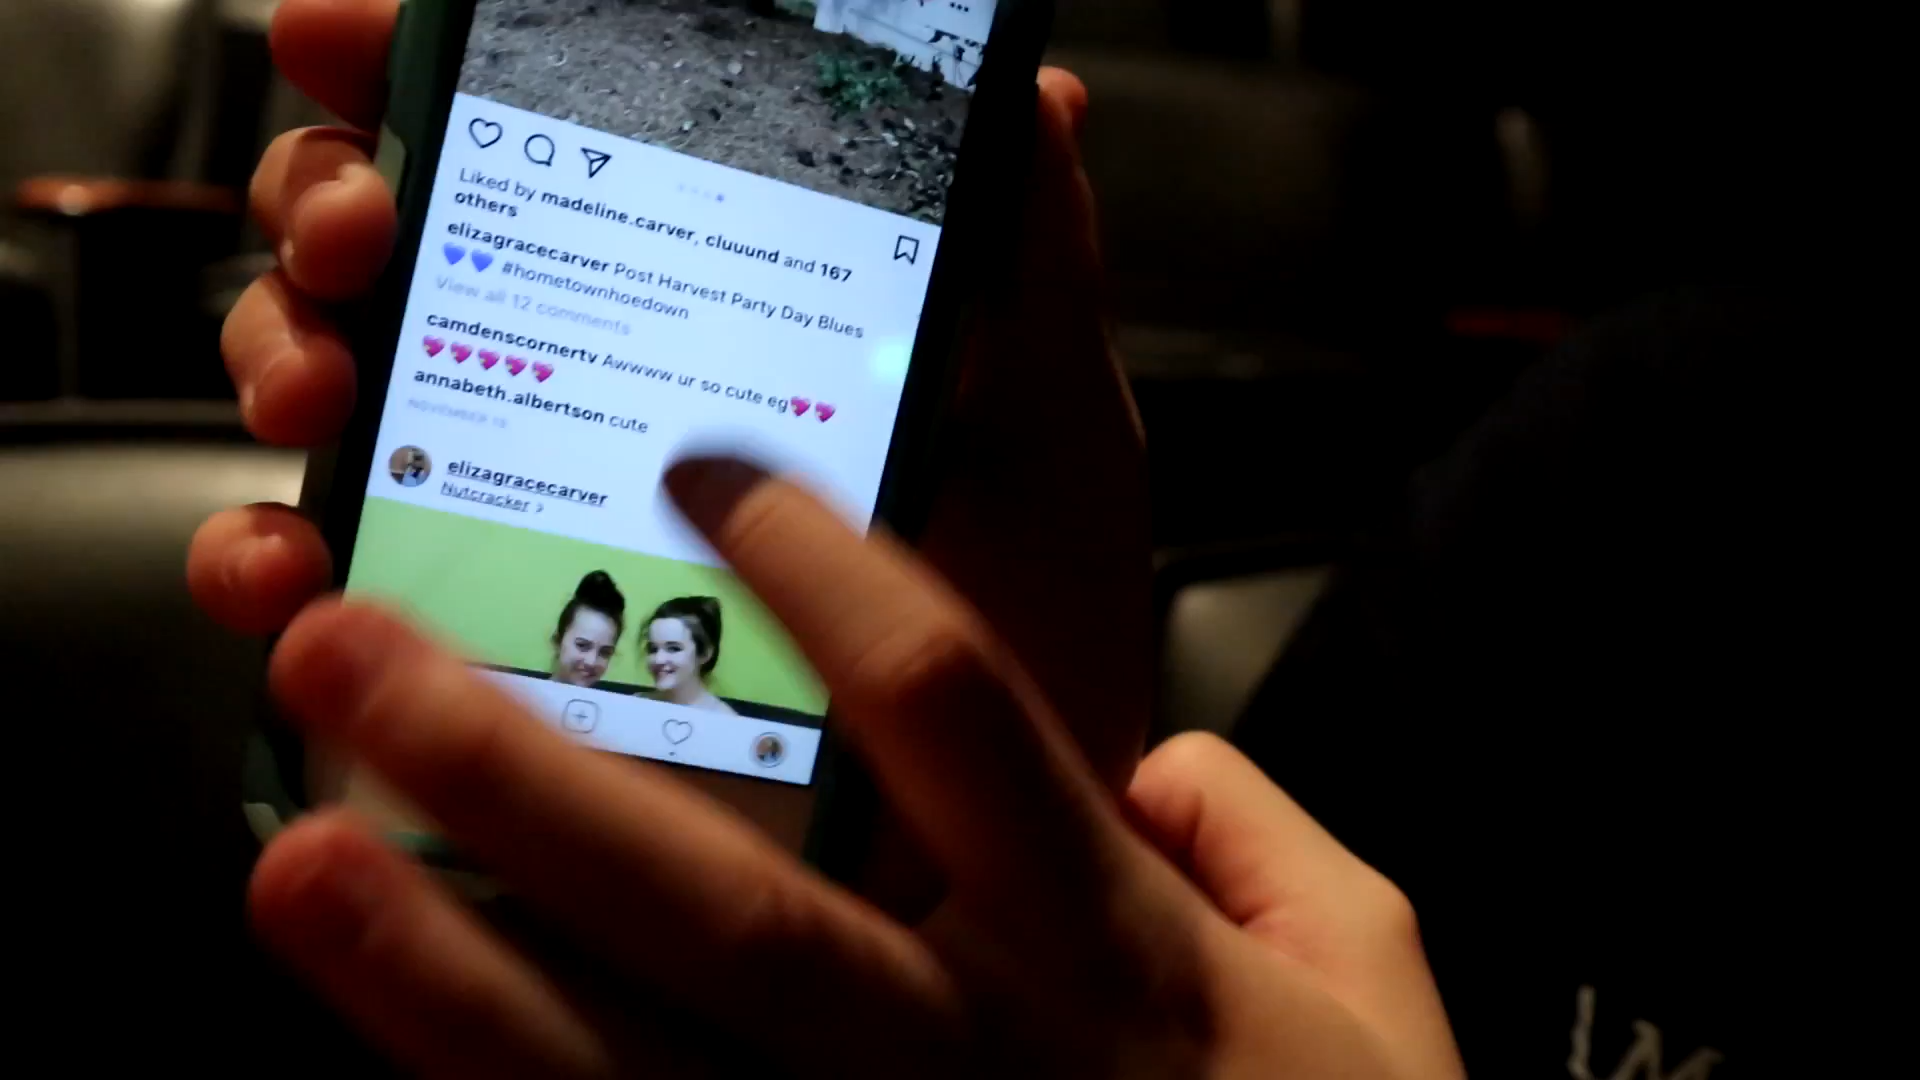 Liked by madeline.carver, cluuund and 167
others
elizagracecarver Post Harvest Party Day Blues
💙💙 #hometownhoedown
View all 12 comments
camdenscornertv Awwww ur so cute eg💖💖
💖💖💖💖💖
annabeth.albertson cute
NOVEMBER
elizagracecarver
Nutcracker >